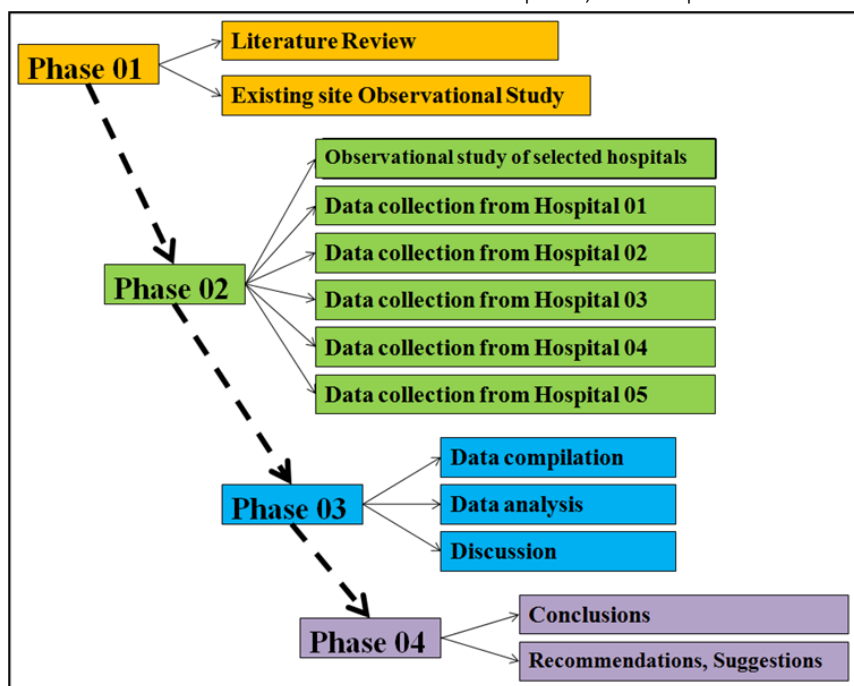 Phase 01
Literature Review
Existing site Observational Study
Phase 02
Observational study of selected hospitals
Data collection from Hospital 01
Data collection from Hospital 02
Data collection from Hospital 03
Data collection from Hospital 04
Data collection from Hospital 05
Phase 03
Data compilation
Data analysis
Discussion
Phase 04
Conclusions
Recommendations, Suggestions